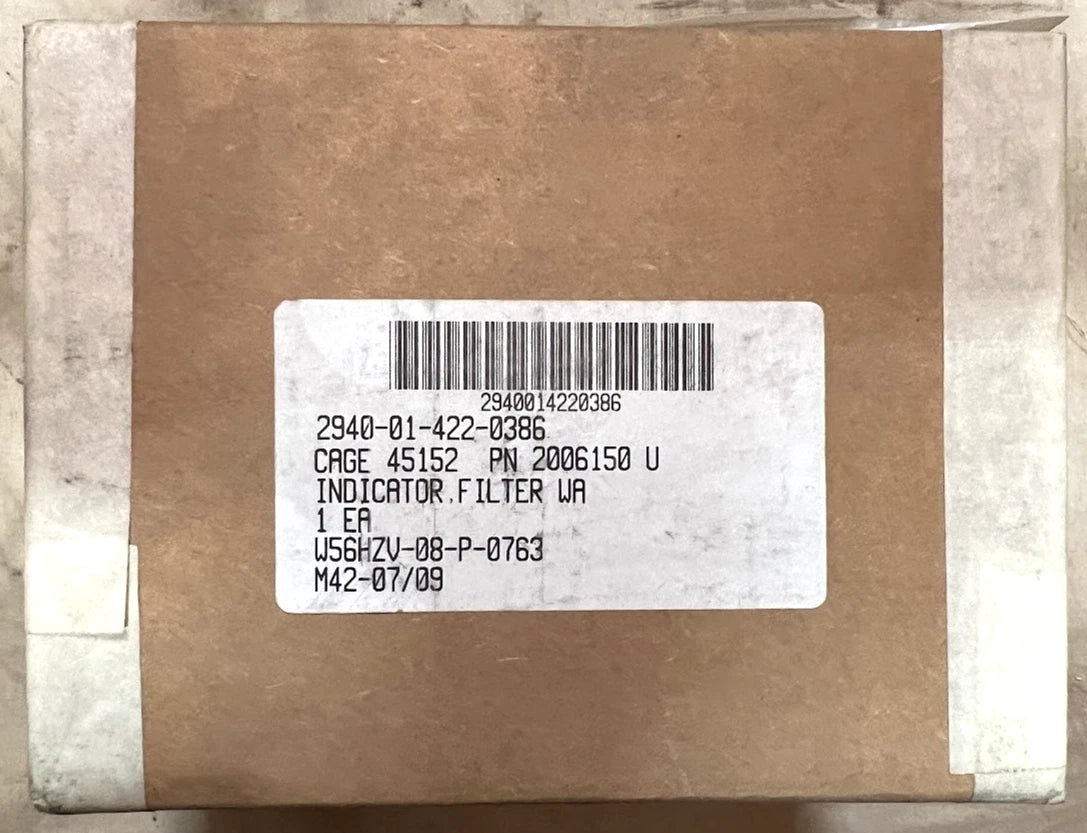 2940014220386
2940-01-422-0386
CAGE 45152 PN 2006150 U
INDICATOR,FILTER WA
1 EA
W56HZV-08-P-0763
M42-07/09